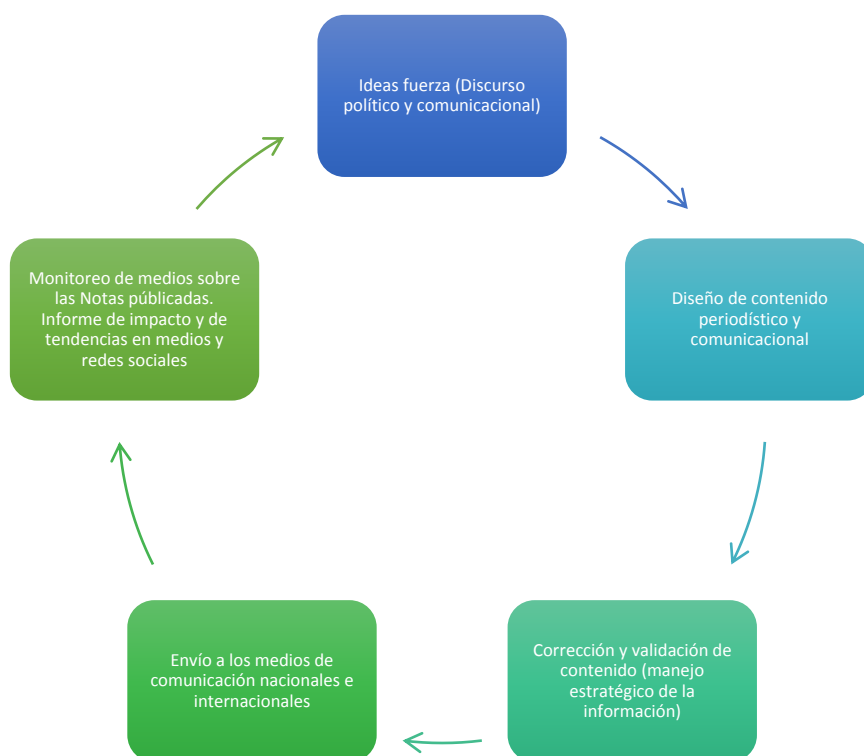 Ideas fuerza (Discurso
político y comunicacional)
Diseño de contenido
periodístico y
comunicacional
Corrección y validación de
contenido (manejo
estratégico de la
información)
Envío a los medios de
comunicación nacionales e
internacionales
Monitoreo de medios sobre
las Notas públicadas.
Informe de impacto y de
tendencias en medios y
redes sociales